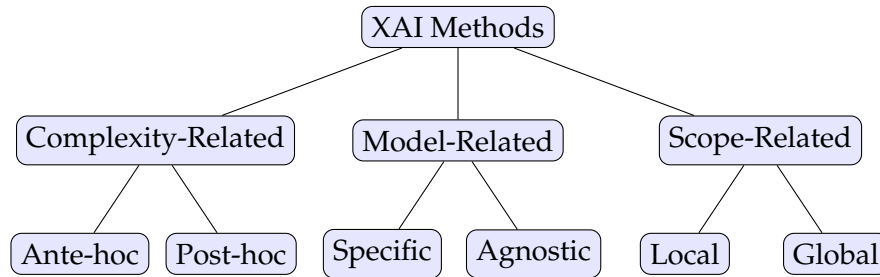 XAI Methods
Complexity-Related
Model-Related
Scope-Related
Ante-hoc
Post-hoc
Specific
Agnostic
Local
Global